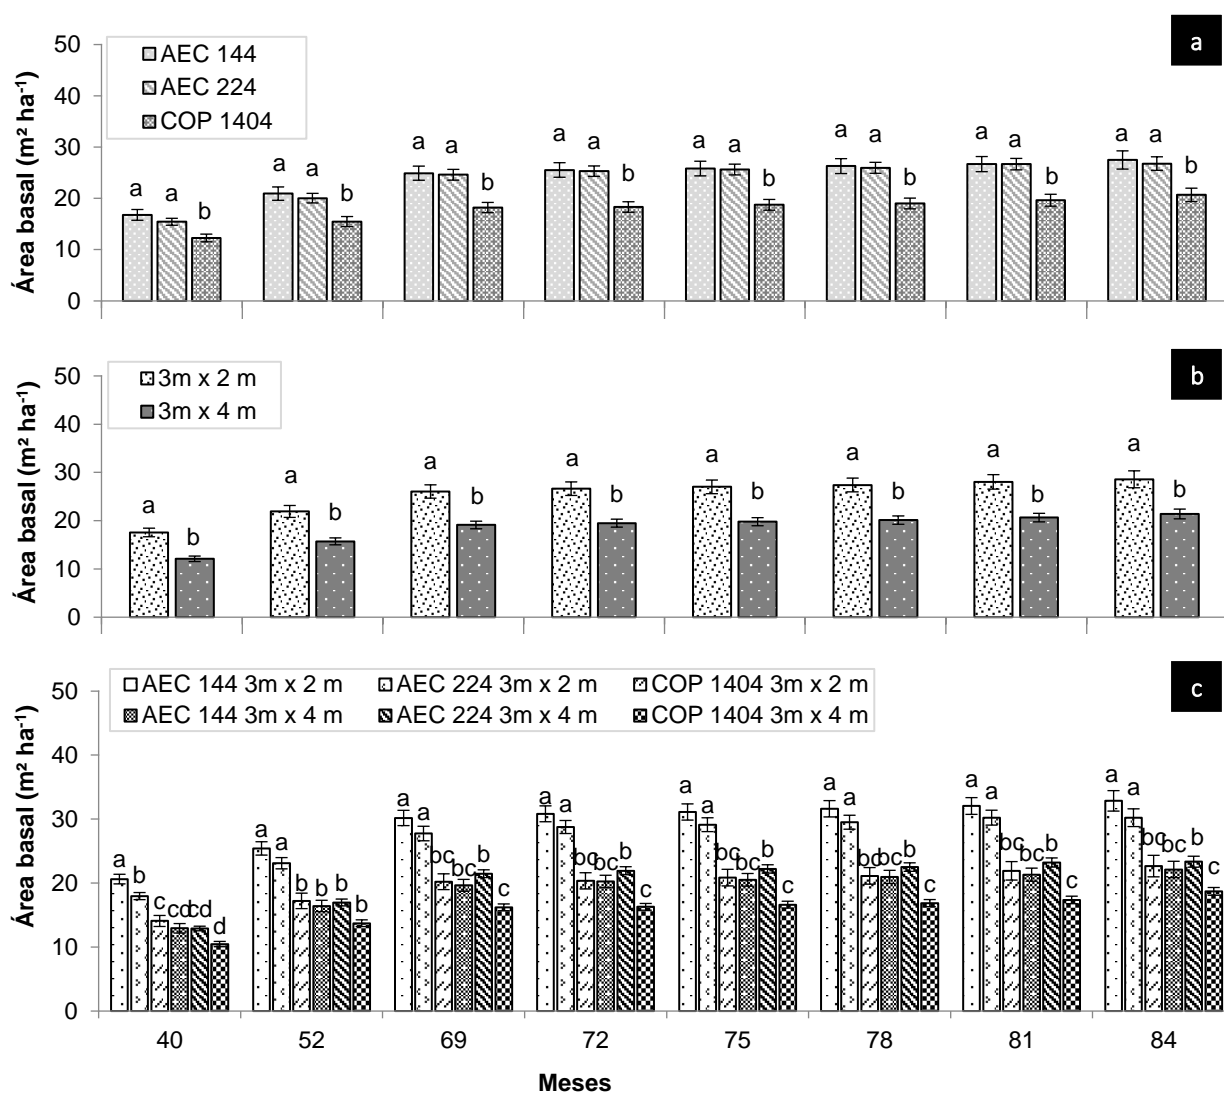 a
50
40
30
20
10
0
Área basal (m² ha⁻¹)
AEC 144
AEC 224
COP 1404
a a b
a a b
a a b
a a b
a a b
a a b
a a b
a a b
b
50
40
30
20
10
0
Área basal (m² ha⁻¹)
3m x 2 m
3m x 4 m
a b
a b
a b
a b
a b
a b
a b
a b
c
50
40
30
20
10
0
Área basal (m² ha⁻¹)
AEC 144 3m x 2 m AEC 224 3m x 2 m COP 1404 3m x 2 m
AEC 144 3m x 4 m AEC 224 3m x 4 m COP 1404 3m x 4 m
a b c cd cd d
a a b b b c
a a bc bc b c
a a bc bc b c
a a bc bc b c
a a bc bc b c
a a bc bc b c
a a bc bc b c
40 52 69 72 75 78 81 84
Meses